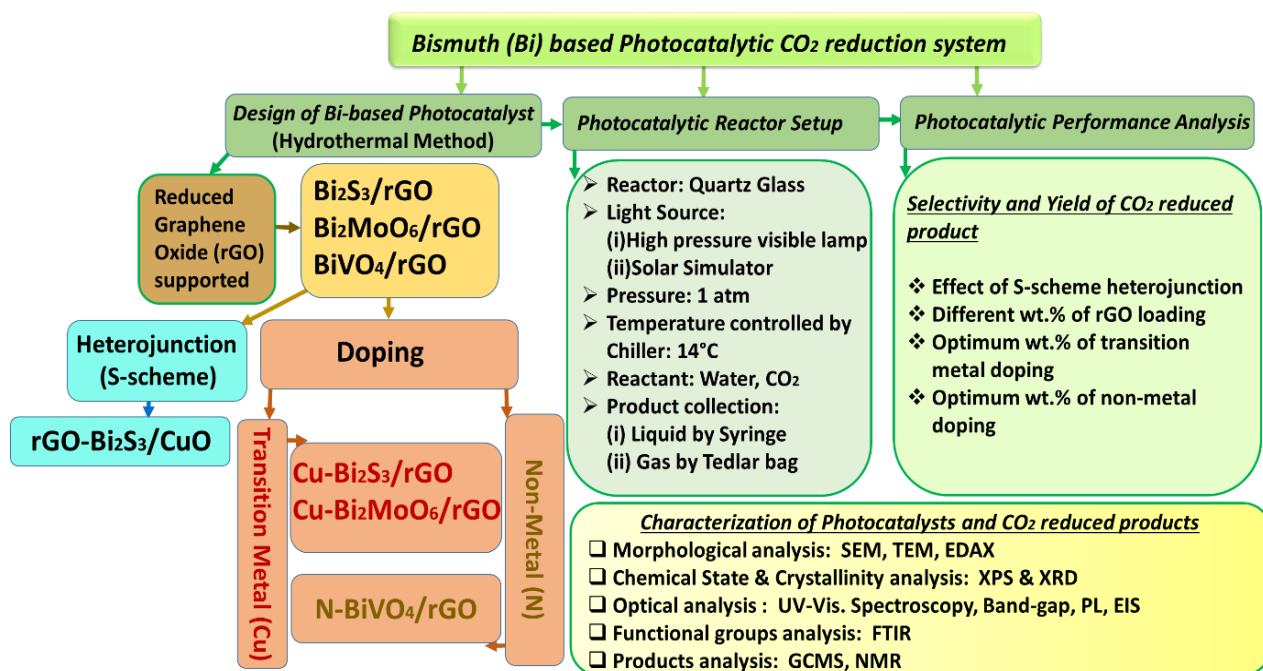 Bismuth (Bi) based Photocatalytic CO₂ reduction system
Design of Bi-based Photocatalyst
(Hydrothermal Method)
Photocatalytic Reactor Setup
Photocatalytic Performance Analysis
Reduced
Graphene
Oxide (rGO)
supported
Bi₂S₃/rGO
Bi₂MoO₆/rGO
BiVO₄/rGO
Heterojunction
(S-scheme)
rGO-Bi₂S₃/CuO
Doping
Transition Metal (Cu)
Cu-Bi₂S₃/rGO
Cu-Bi₂MoO₆/rGO
N-BiVO₄/rGO
Non-Metal (N)
➢ Reactor: Quartz Glass
➢ Light Source:
(i)High pressure visible lamp
(ii)Solar Simulator
➢ Pressure: 1 atm
➢ Temperature controlled by
Chiller: 14°C
➢ Reactant: Water, CO₂
➢ Product collection:
(i) Liquid by Syringe
(ii) Gas by Tedlar bag
Selectivity and Yield of CO₂ reduced
product
❖ Effect of S-scheme heterojunction
❖ Different wt.% of rGO loading
❖ Optimum wt.% of transition
metal doping
❖ Optimum wt.% of non-metal
doping
Characterization of Photocatalysts and CO₂ reduced products
❑ Morphological analysis: SEM, TEM, EDAX
❑ Chemical State & Crystallinity analysis: XPS & XRD
❑ Optical analysis : UV-Vis. Spectroscopy, Band-gap, PL, EIS
❑ Functional groups analysis: FTIR
❑ Products analysis: GCMS, NMR